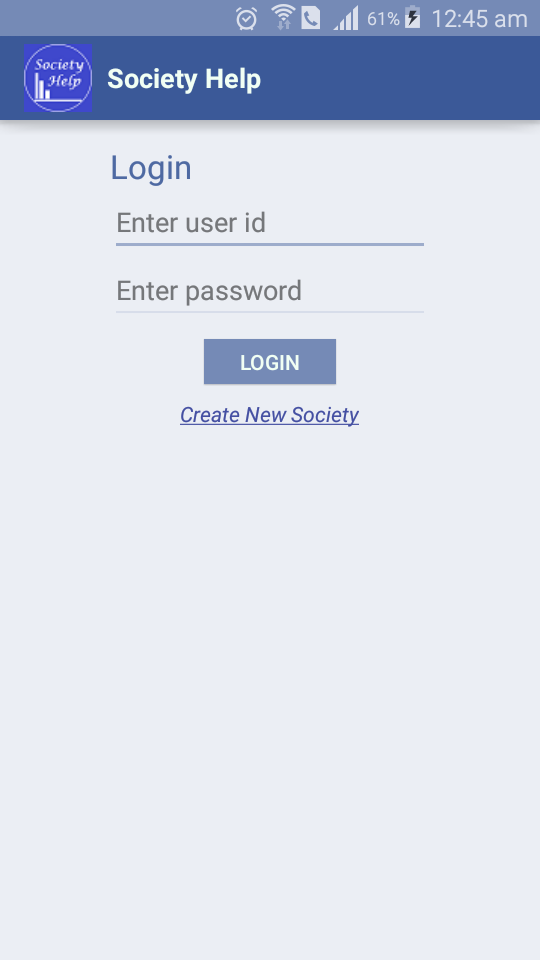 61% 12:45 am
Society
Help
Society Help
Login
Enter user id
Enter password
LOGIN
Create New Society